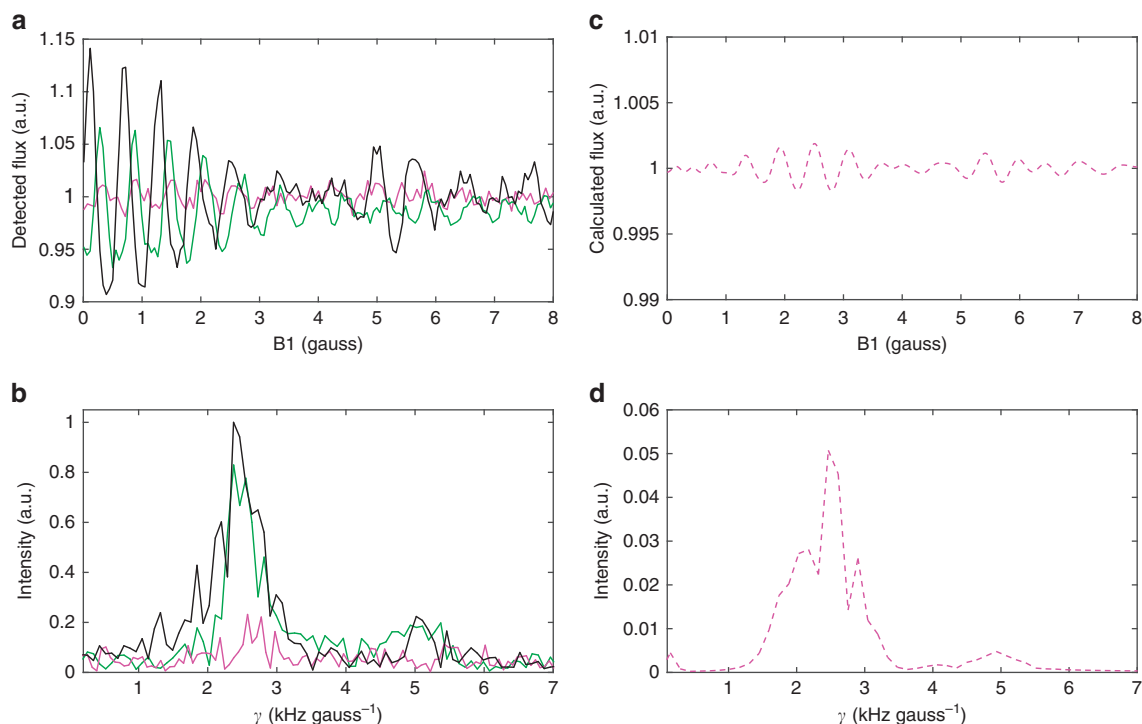 a
1.15
1.1
1.05
1
0.95
0.9
Detected flux (a.u.)
0 1 2 3 4 5 6 7 8
B1 (gauss)
c
1.01
1.005
1
0.995
0.99
Calculated flux (a.u.)
0 1 2 3 4 5 6 7 8
B1 (gauss)
b
1
0.8
0.6
0.4
0.2
0
Intensity (a.u.)
1 2 3 4 5 6 7
γ (kHz gauss⁻¹)
d
0.06
0.05
0.04
0.03
0.02
0.01
0
Intensity (a.u.)
1 2 3 4 5 6 7
γ (kHz gauss⁻¹)